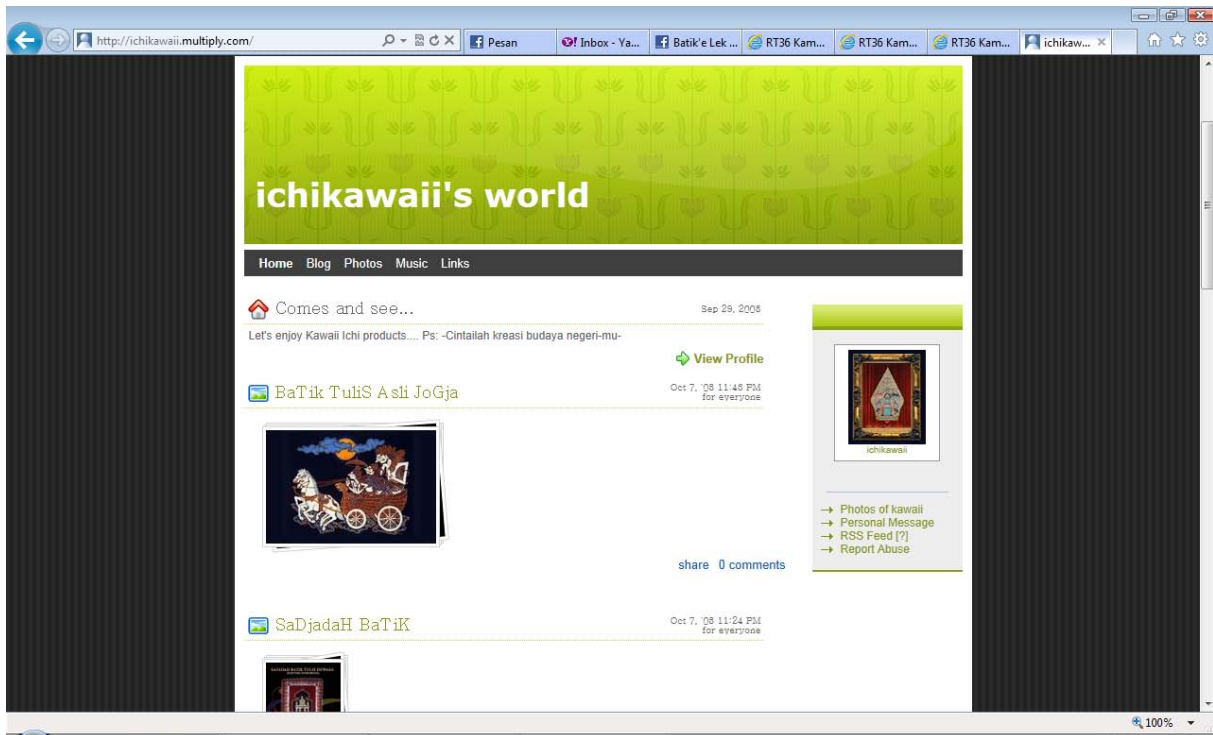 http://ichikawaii.multiply.com/
Pesan
Inbox - Ya...
Batik'e Lek ...
RT36 Kam...
RT36 Kam...
RT36 Kam...
ichikaw...
ichikawaii's world
Home Blog Photos Music Links
Comes and see...
Sep 29, 2008
Let's enjoy Kawaii Ichi products.... Ps: -Cintailah kreasi budaya negeri-mu-
View Profile
BaTik TuliS Asli JoGja
Oct 7, '08 11:48 PM
for everyone
share 0 comments
SaDjadaH BaTiK
Oct 7, '08 11:24 PM
for everyone
ichikawaii
Photos of kawaii
Personal Message
RSS Feed [?]
Report Abuse
100%